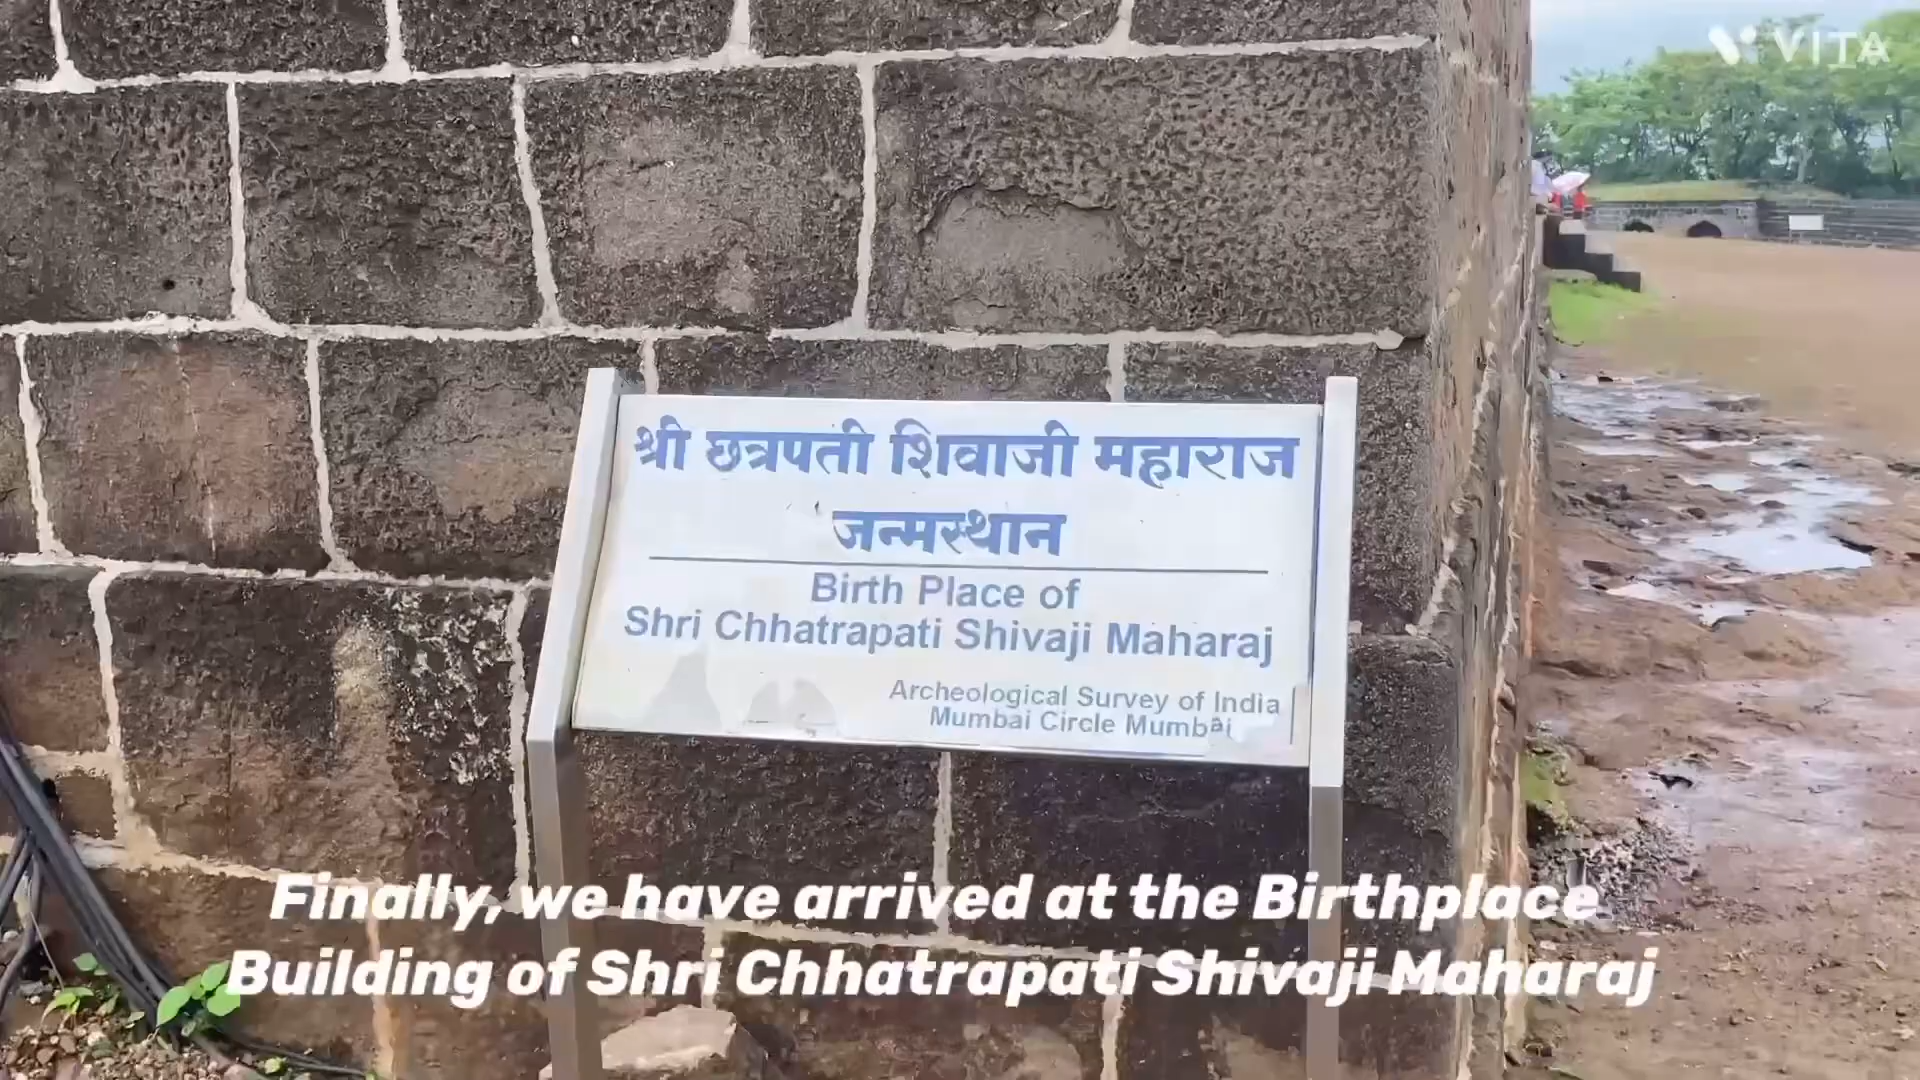 VITA
श्री छत्रपती शिवाजी महाराज
जन्मस्थान
Birth Place of
Shri Chhatrapati Shivaji Maharaj
Archeological Survey of India
Mumbai Circle Mumbai
Finally, we have arrived at the Birthplace
Building of Shri Chhatrapati Shivaji Maharaj